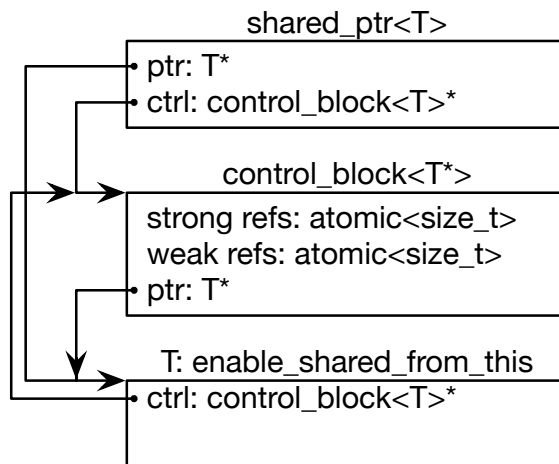 shared_ptr<T>
ptr: T*
ctrl: control_block<T>*
control_block<T*>
strong refs: atomic<size_t>
weak refs: atomic<size_t>
ptr: T*
T: enable_shared_from_this
ctrl: control_block<T>*